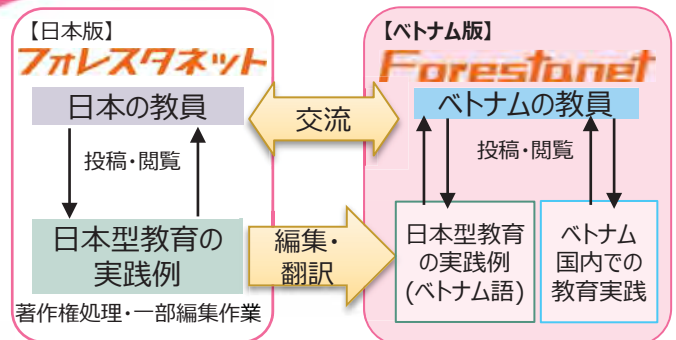 【日本版】
フォレスタネット
日本の教員
投稿・閲覧
日本型教育の
実践例
著作権処理・一部編集作業
交流
編集・
翻訳
【ベトナム版】
Forestanet
ベトナムの教員
投稿・閲覧
日本型教育
の実践例
(ベトナム語)
ベトナム
国内での
教育実践